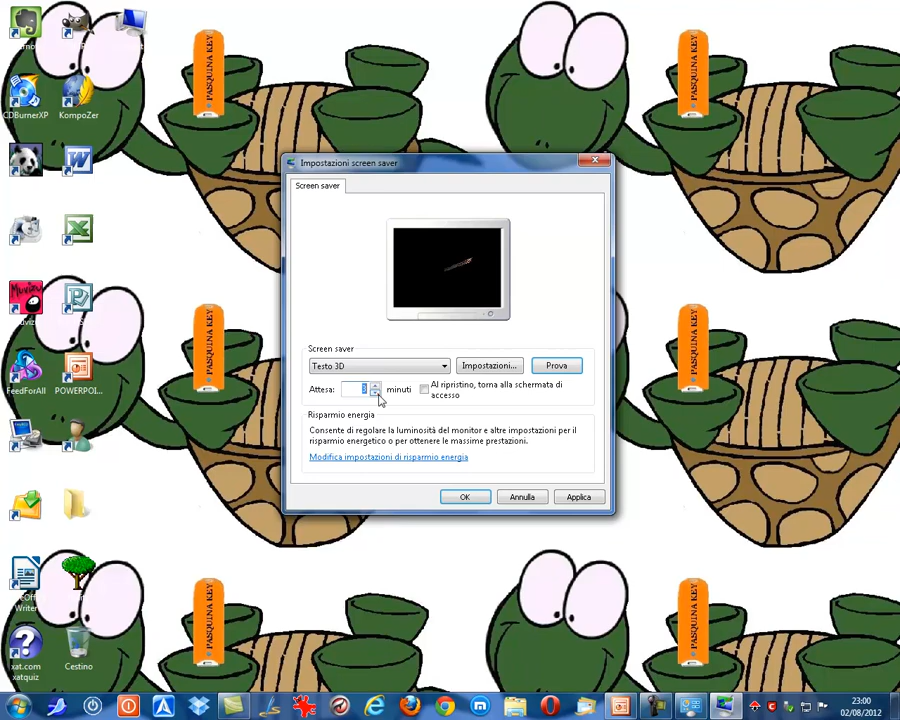 Impostazioni screen saver
Screen saver
Screen saver
Testo 3D
Impostazioni...
Prova
Attesa:
minuti
Al ripristino, torna alla schermata di
accesso
Risparmio energia
Consente di regolare la luminosità del monitor e altre impostazioni per il
risparmio energetico o per ottenere le massime prestazioni.
Modifica impostazioni di risparmio energia
OK
Annulla
Applica
PASQUINA KEY
PASQUINA KEY
PASQUINA KEY
PASQUINA KEY
PASQUINA KEY
PASQUINA KEY
CDBurnerXP
KompoZer
FeedForAll
POWERPOI...
Writer
xat.com
xatquiz
Cestino
23:00
02/08/2012